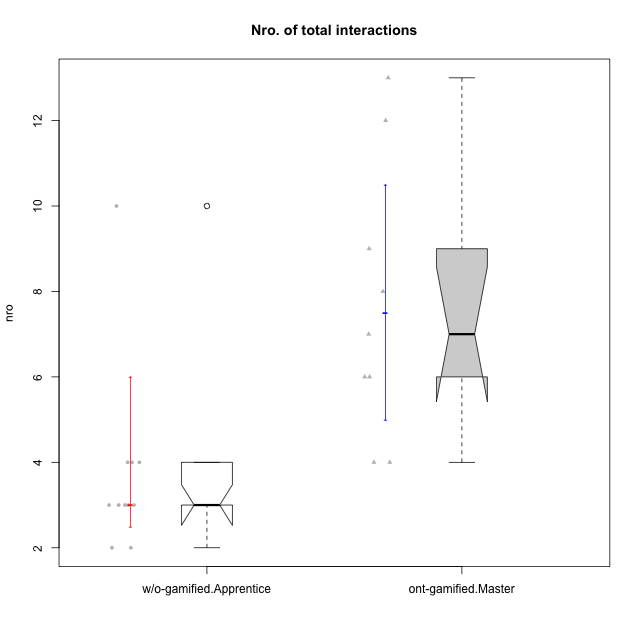 Nro. of total interactions
nro
12
10
8
6
4
2
w/o-gamified.Apprentice
ont-gamified.Master